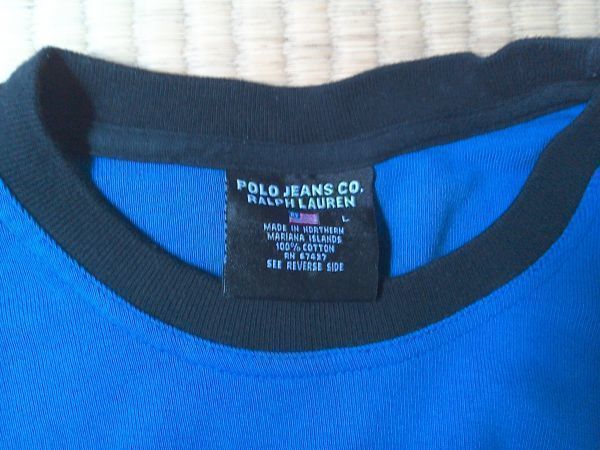 POLO JEANS CO.
RALPH LAUREN
L
MADE IN NORTHERN
MARIANA ISLANDS
100% COTTON
RN 67437
SEE REVERSE SIDE